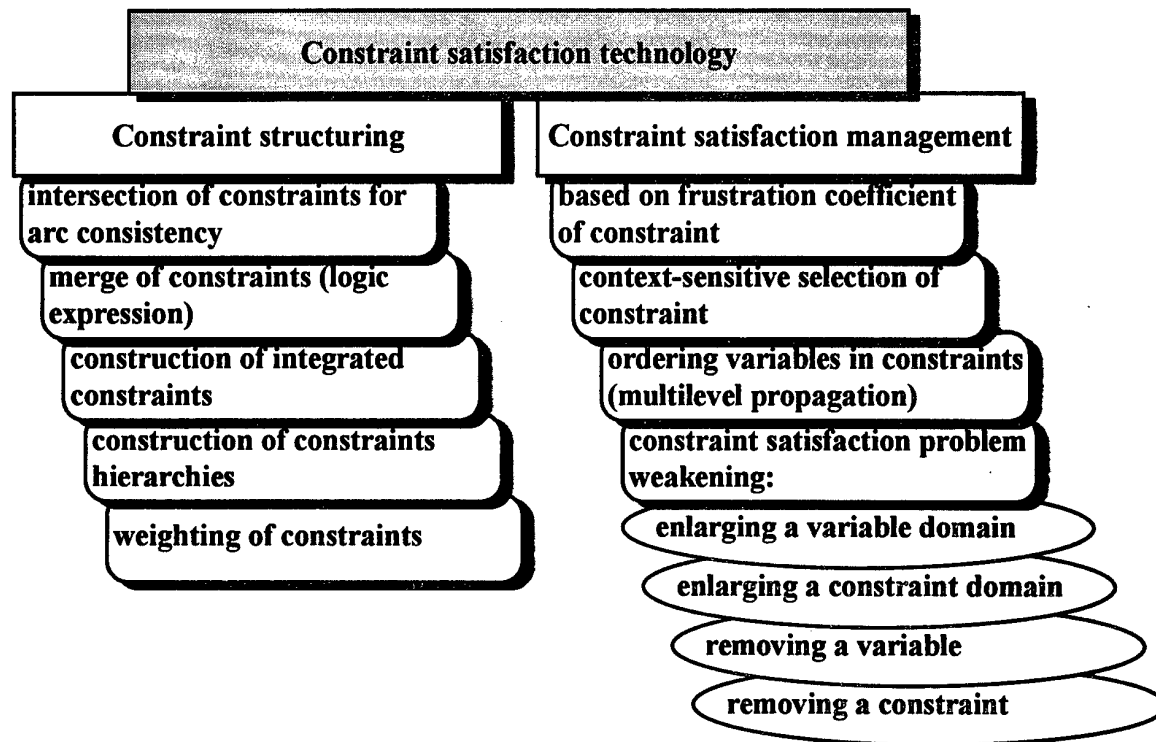 Constraint satisfaction technology
Constraint structuring
intersection of constraints for
arc consistency
merge of constraints (logic
expression)
construction of integrated
constraints
construction of constraints
hierarchies
weighting of constraints
Constraint satisfaction management
based on frustration coefficient
of constraint
context-sensitive selection of
constraint
ordering variables in constraints
(multilevel propagation)
constraint satisfaction problem
weakening:
enlarging a variable domain
enlarging a constraint domain
removing a variable
removing a constraint